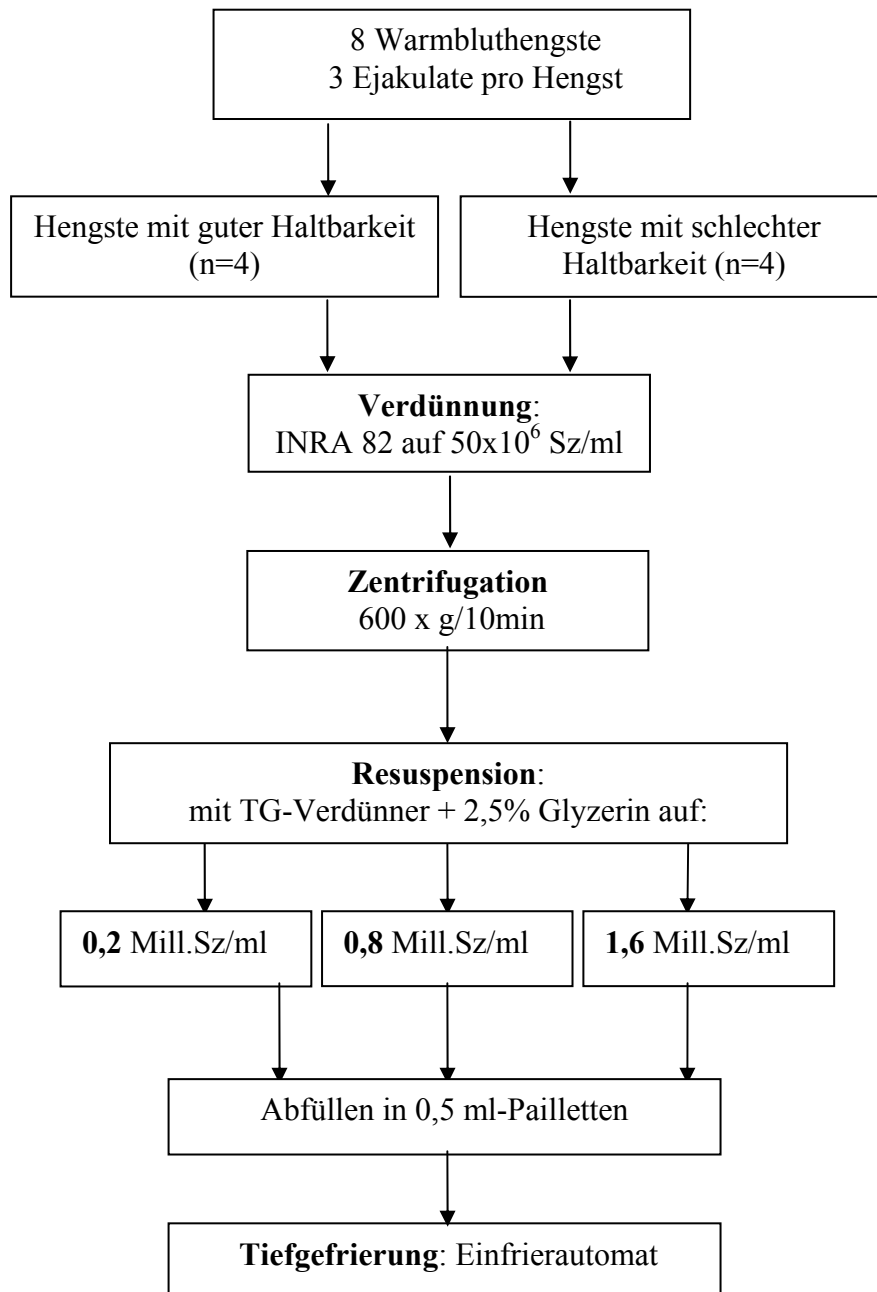 8 Warmbluthengste
3 Ejakulate pro Hengst
Hengste mit guter Haltbarkeit
(n=4)
Hengste mit schlechter
Haltbarkeit (n=4)
Verdünnung:
INRA 82 auf 50x10⁶ Sz/ml
Zentrifugation
600 x g/10min
Resuspension:
mit TG-Verdünner + 2,5% Glyzerin auf:
0,2 Mill.Sz/ml
0,8 Mill.Sz/ml
1,6 Mill.Sz/ml
Abfüllen in 0,5 ml-Pailletten
Tiefgefrierung: Einfrierautomat